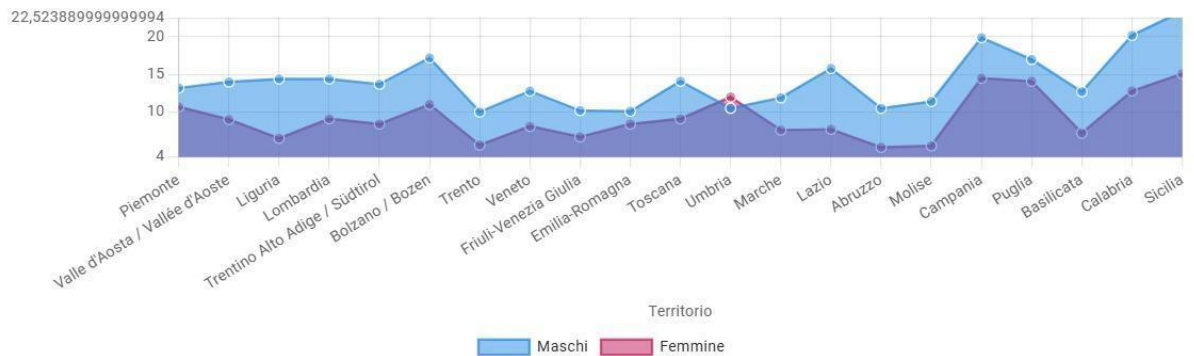 22,523889999999994
20
15
10
4
Piemonte
Valle d'Aosta / Vallée d'Aoste
Liguria
Lombardia
Trentino Alto Adige / Südtirol
Bolzano / Bozen
Trento
Veneto
Friuli-Venezia Giulia
Emilia-Romagna
Toscana
Umbria
Marche
Lazio
Abruzzo
Molise
Campania
Puglia
Basilicata
Calabria
Sicilia
Territorio
Maschi Femmine